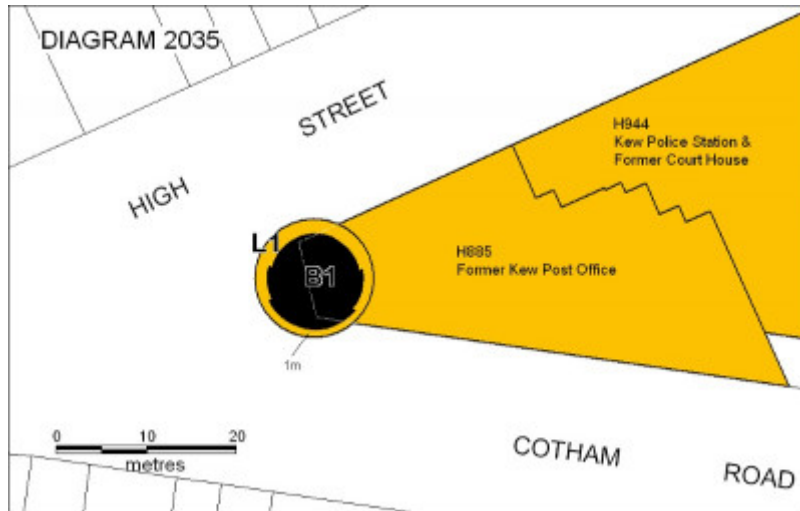 DIAGRAM 2035
HIGH STREET
H944
Kew Police Station &
Former Court House
L1
B1
H885
Former Kew Post Office
1m
0 10 20
metres
COTHAM ROAD